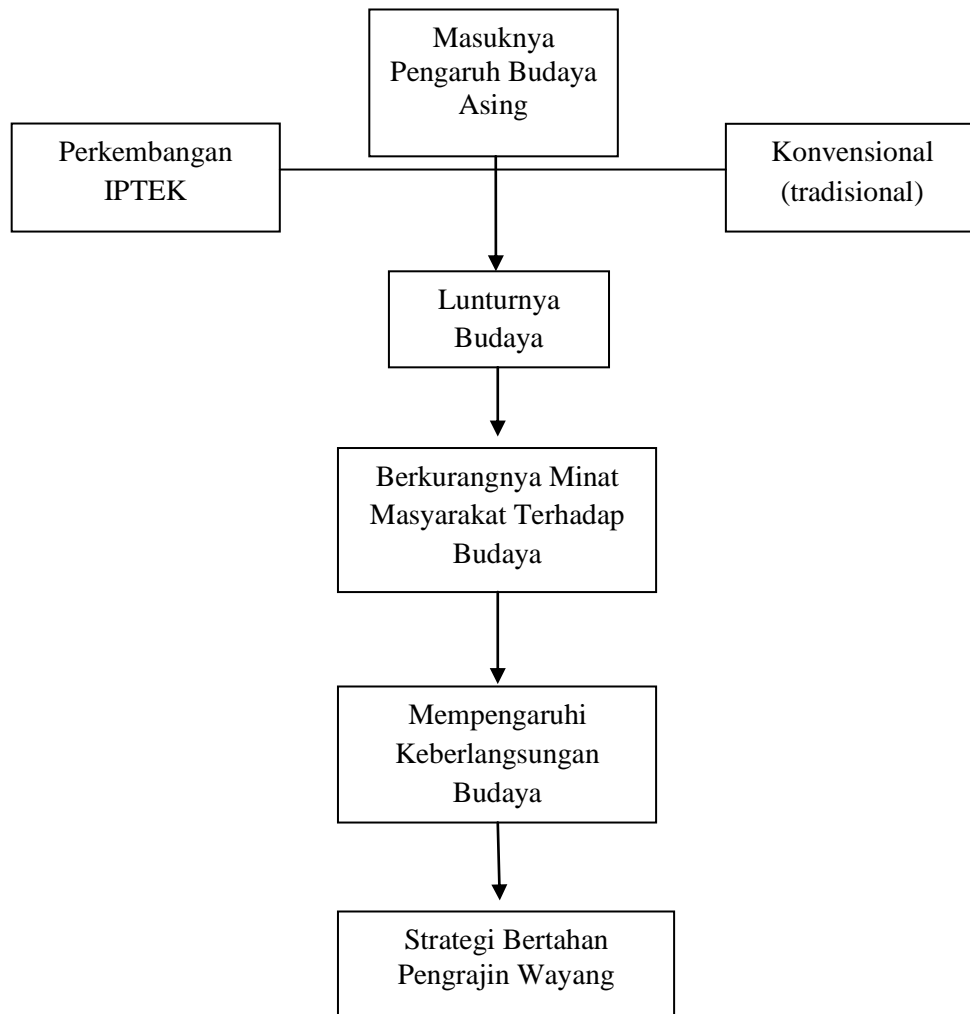 Masuknya
Pengaruh Budaya
Asing
Perkembangan
IPTEK
Konvensional
(tradisional)
Lunturnya
Budaya
Berkurangnya Minat
Masyarakat Terhadap
Budaya
Mempengaruhi
Keberlangsungan
Budaya
Strategi Bertahan
Pengrajin Wayang